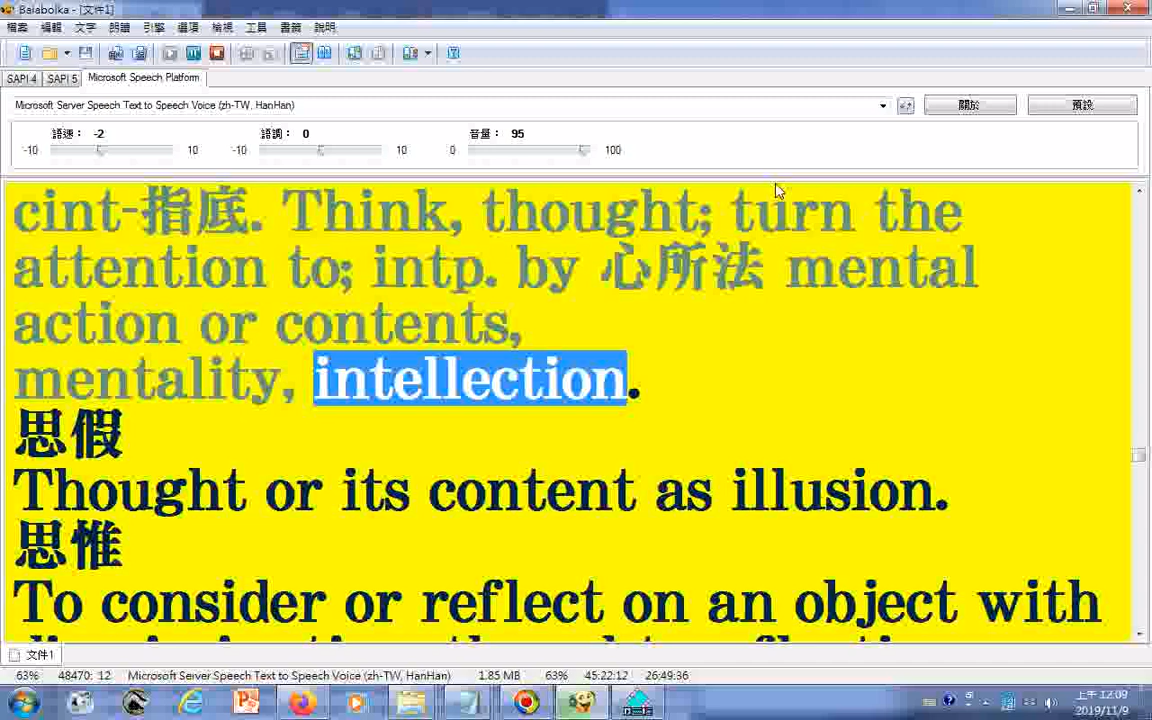 Balabolka - [文件1]
檔案 編輯 文字 朗讀 引擎 選項 檢視 工具 書籤 說明
SAPI 4 SAPI 5 Microsoft Speech Platform
Microsoft Server Speech Text to Speech Voice (zh-TW, HanHan) 關於 預設
語速： -2 語調： 0 音量： 95
-10 10 -10 10 0 100
cint-指底. Think, thought; turn the
attention to; intp. by 心所法 mental
action or contents,
mentality, intellection.
思假
Thought or its content as illusion.
思惟
To consider or reflect on an object with
文件1
63% 48470: 12 Microsoft Server Speech Text to Speech Voice (zh-TW, HanHan) 1.85 MB 63% 45:22:12 26:49:36
上午 12:09
2019/11/9